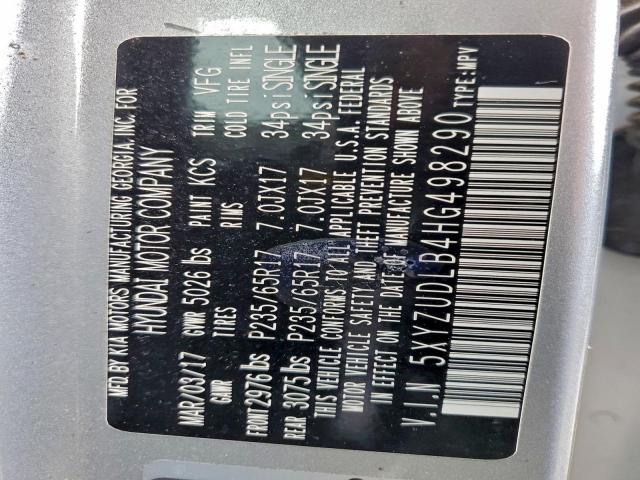 MFD.BY KIA MOTORS MANUFACTURING GEORGIA, INC. FOR
HYUNDAI MOTOR COMPANY
MAR/03/17 GVWR 5026 lbs PAINT KCS TRIM VFG
GAWR TIRES RIMS COLD TIRE INFL
FRONT 2976 lbs P235/65R17 7.0JX17 34psi SINGLE
REAR 3075 lbs P235/65R17 7.0JX17 34psi SINGLE
THIS VEHICLE CONFORMS TO ALL APPLICABLE U.S.A. FEDERAL
MOTOR VEHICLE SAFETY AND THEFT PREVENTION STANDARDS
IN EFFECT ON THE DATE OF MANUFACTURE SHOWN ABOVE
V.I.N 5XYZUDLB4HG498290 TYPE:MPV